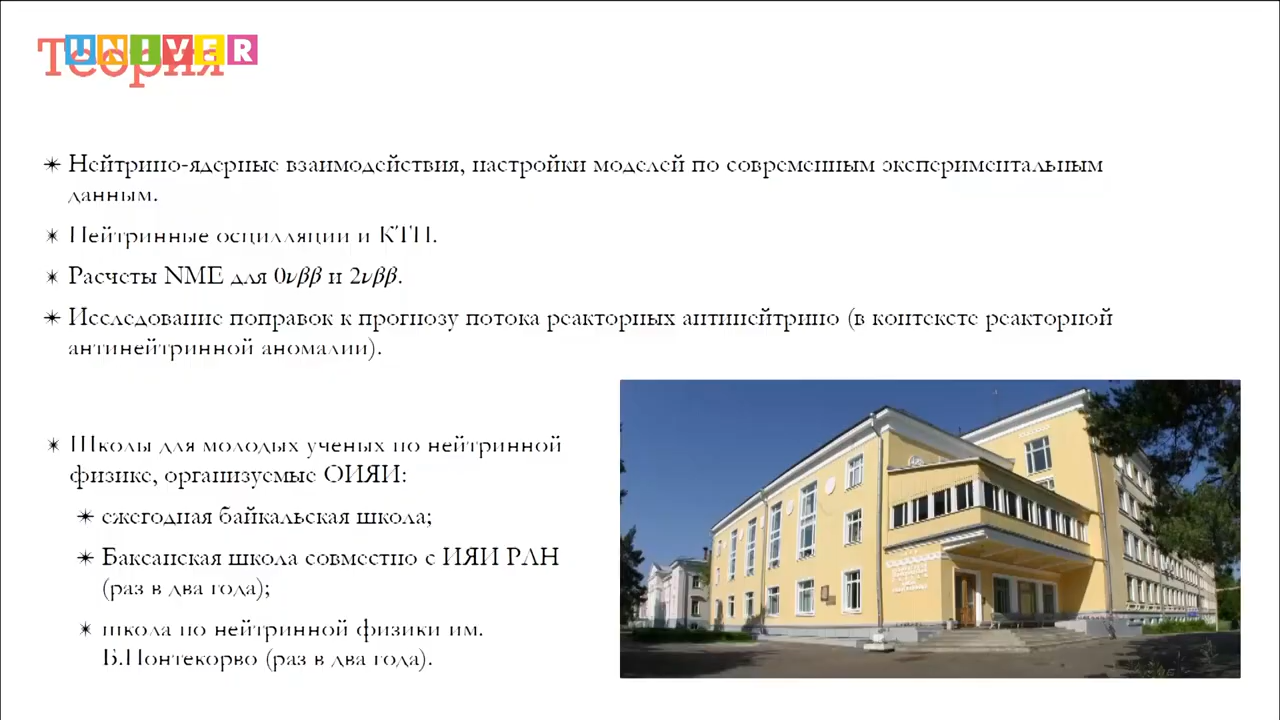 Теория
UNIVER
Нейтрино-ядерные взаимодействия, настройки моделей по современным экспериментальным
данным.
Нейтринные осцилляции и КТП.
Расчеты NME для 0νββ и 2νββ.
Исследование поправок к прогнозу потока реакторных антинейтрино (в контексте реакторной
антинейтринной аномалии).
Школы для молодых ученых по нейтринной
физике, организуемые ОИЯИ:
ежегодная байкальская школа;
Баксанская школа совместно с ИЯИ РАН
(раз в два года);
школа по нейтринной физики им.
Б.Понтекорво (раз в два года).